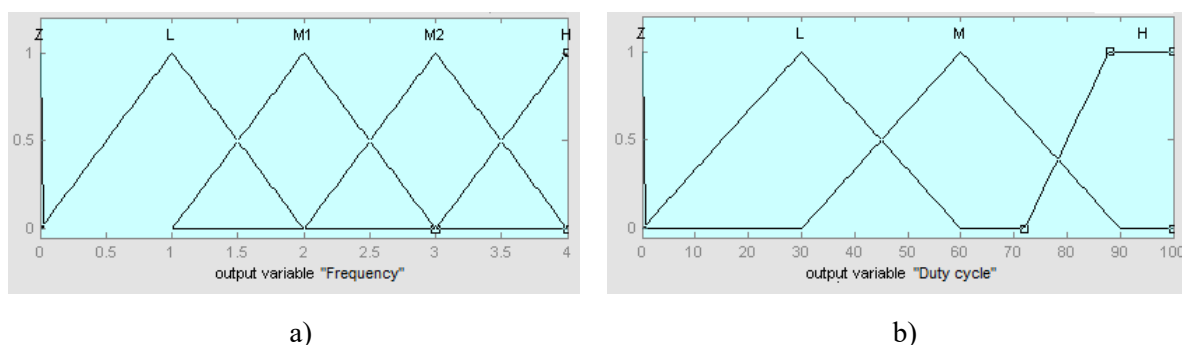 Z L M1 M2 H
1
0.5
0
0 0.5 1 1.5 2 2.5 3 3.5 4
output variable "Frequency"
a)
Z L M H
1
0.5
0
0 10 20 30 40 50 60 70 80 90 100
output variable "Duty cycle"
b)